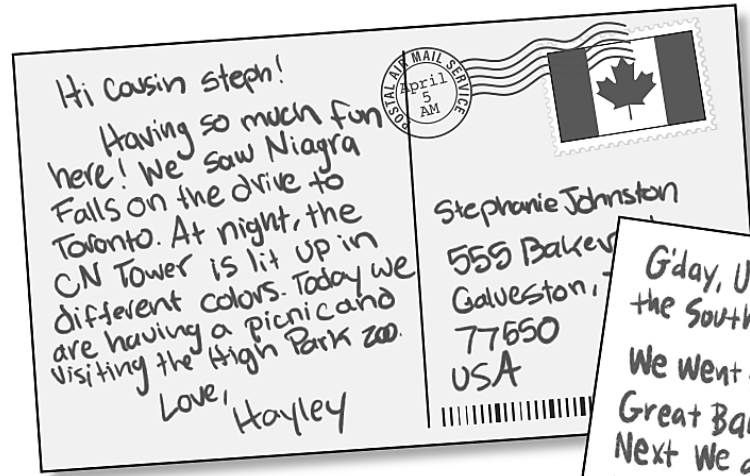 Hi Cousin Steph!
Having so much fun
here! We saw Niagra
Falls on the drive to
Toronto. At night, the
CN Tower is lit up in
different colors. Today we
are having a picnic and
visiting the High Park zoo.
Love,
Hayley
POSTAL AIR MAIL SERVICE
April
5
AM
Stephanie Johnston
555
Galveston,
77550
USA
G'day,
the
We Went
Great
Next We